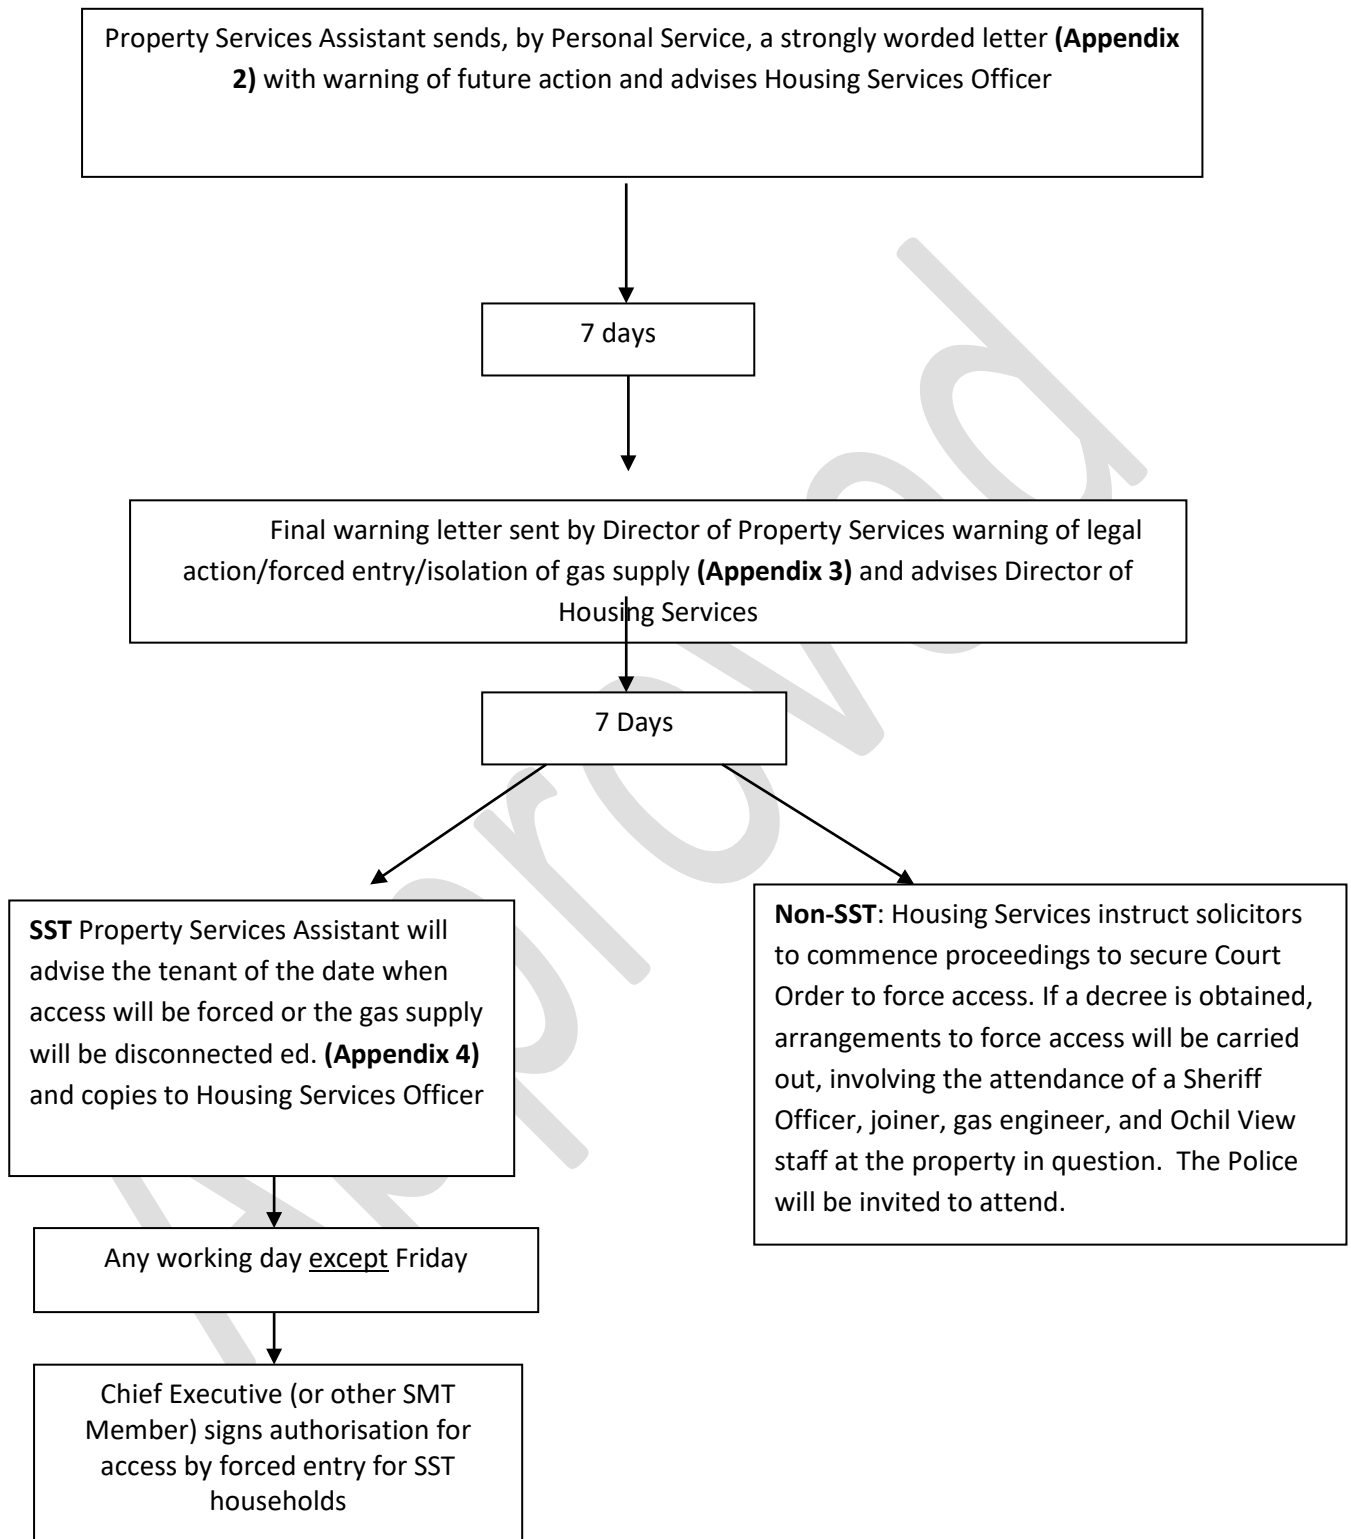 Property Services Assistant sends, by Personal Service, a strongly worded letter (Appendix
2) with warning of future action and advises Housing Services Officer
7 days
Final warning letter sent by Director of Property Services warning of legal
action/forced entry/isolation of gas supply (Appendix 3) and advises Director of
Housing Services
7 Days
SST Property Services Assistant will
advise the tenant of the date when
access will be forced or the gas supply
will be disconnected ed. (Appendix 4)
and copies to Housing Services Officer
Non-SST: Housing Services instruct solicitors
to commence proceedings to secure Court
Order to force access. If a decree is obtained,
arrangements to force access will be carried
out, involving the attendance of a Sheriff
Officer, joiner, gas engineer, and Ochil View
staff at the property in question.  The Police
will be invited to attend.
Any working day except Friday
Chief Executive (or other SMT
Member) signs authorisation for
access by forced entry for SST
households
Approved